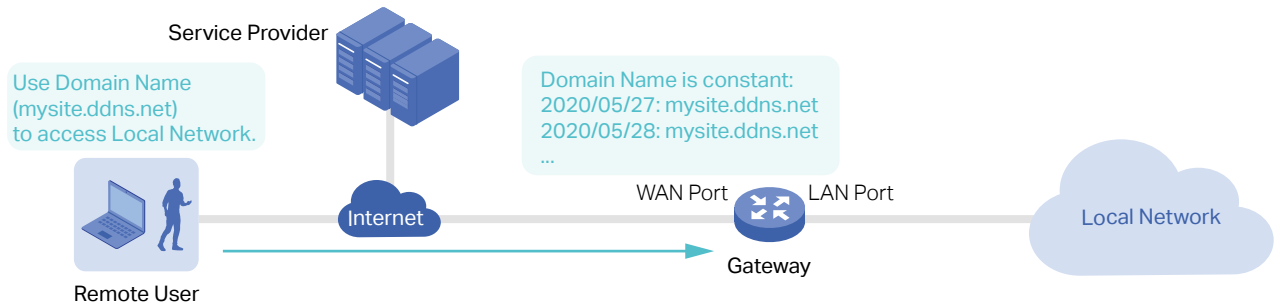 Service Provider
Use Domain Name
(mysite.ddns.net)
to access Local Network.
Domain Name is constant:
2020/05/27: mysite.ddns.net
2020/05/28: mysite.ddns.net
...
WAN Port
LAN Port
Internet
Local Network
Gateway
Remote User